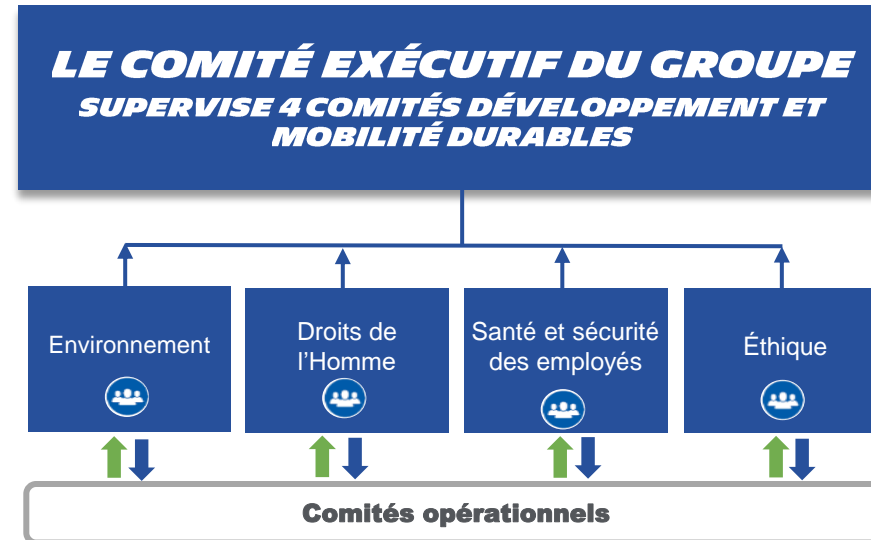 LE COMITÉ EXÉCUTIF DU GROUPE
SUPERVISE 4 COMITÉS DÉVELOPPEMENT ET
MOBILITÉ DURABLES
Environnement
Droits de
l'Homme
Santé et sécurité
des employés
Éthique
Comités opérationnels